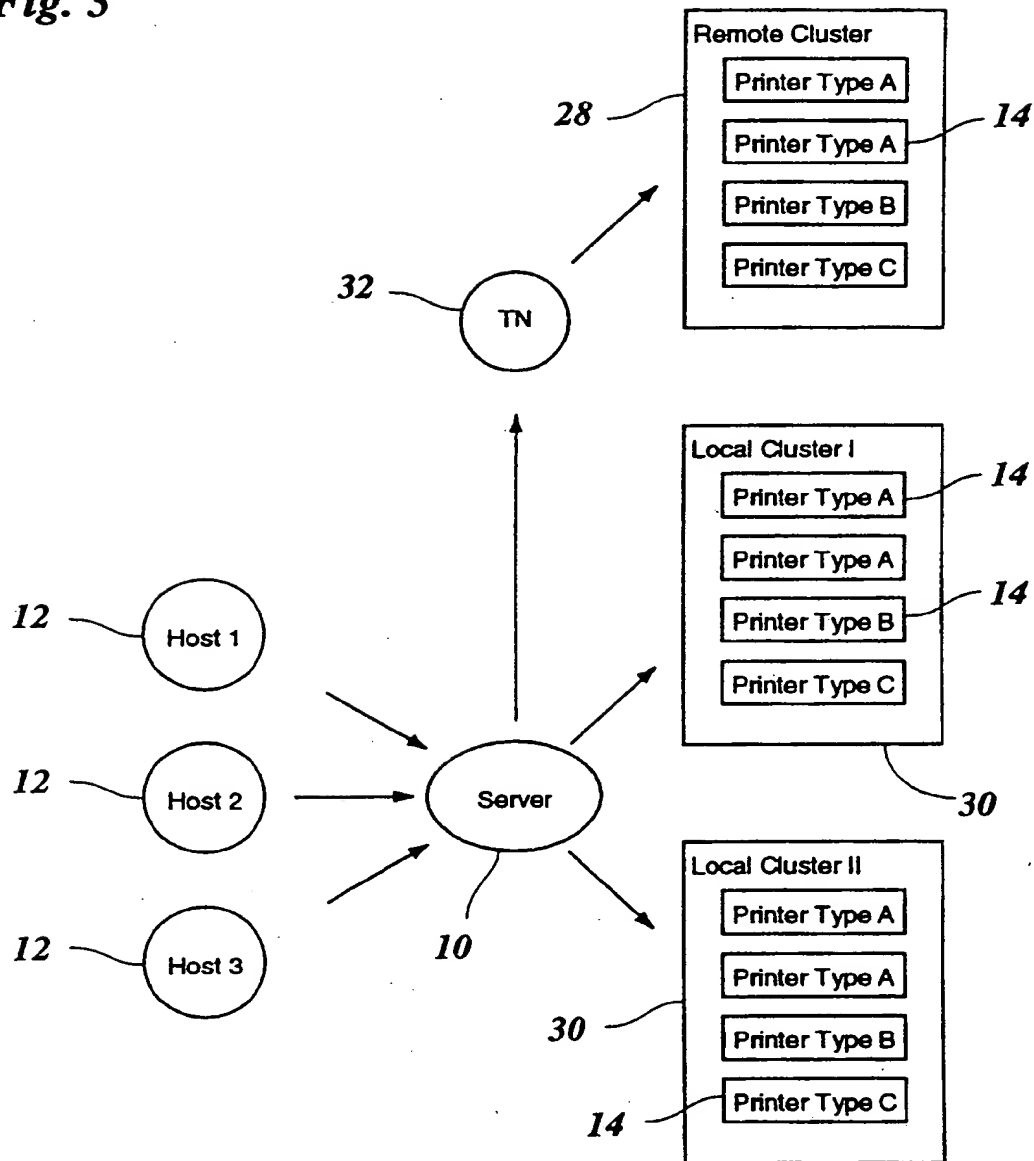 Fig. 3
Remote Cluster
Printer Type A
28
14
Printer Type A
Printer Type B
Printer Type C
32
TN
Local Cluster I
Printer Type A
14
Printer Type A
14
Printer Type B
Printer Type C
30
12
Host 1
12
Host 2
12
Host 3
Server
10
Local Cluster II
Printer Type A
Printer Type A
30
Printer Type B
Printer Type C
14